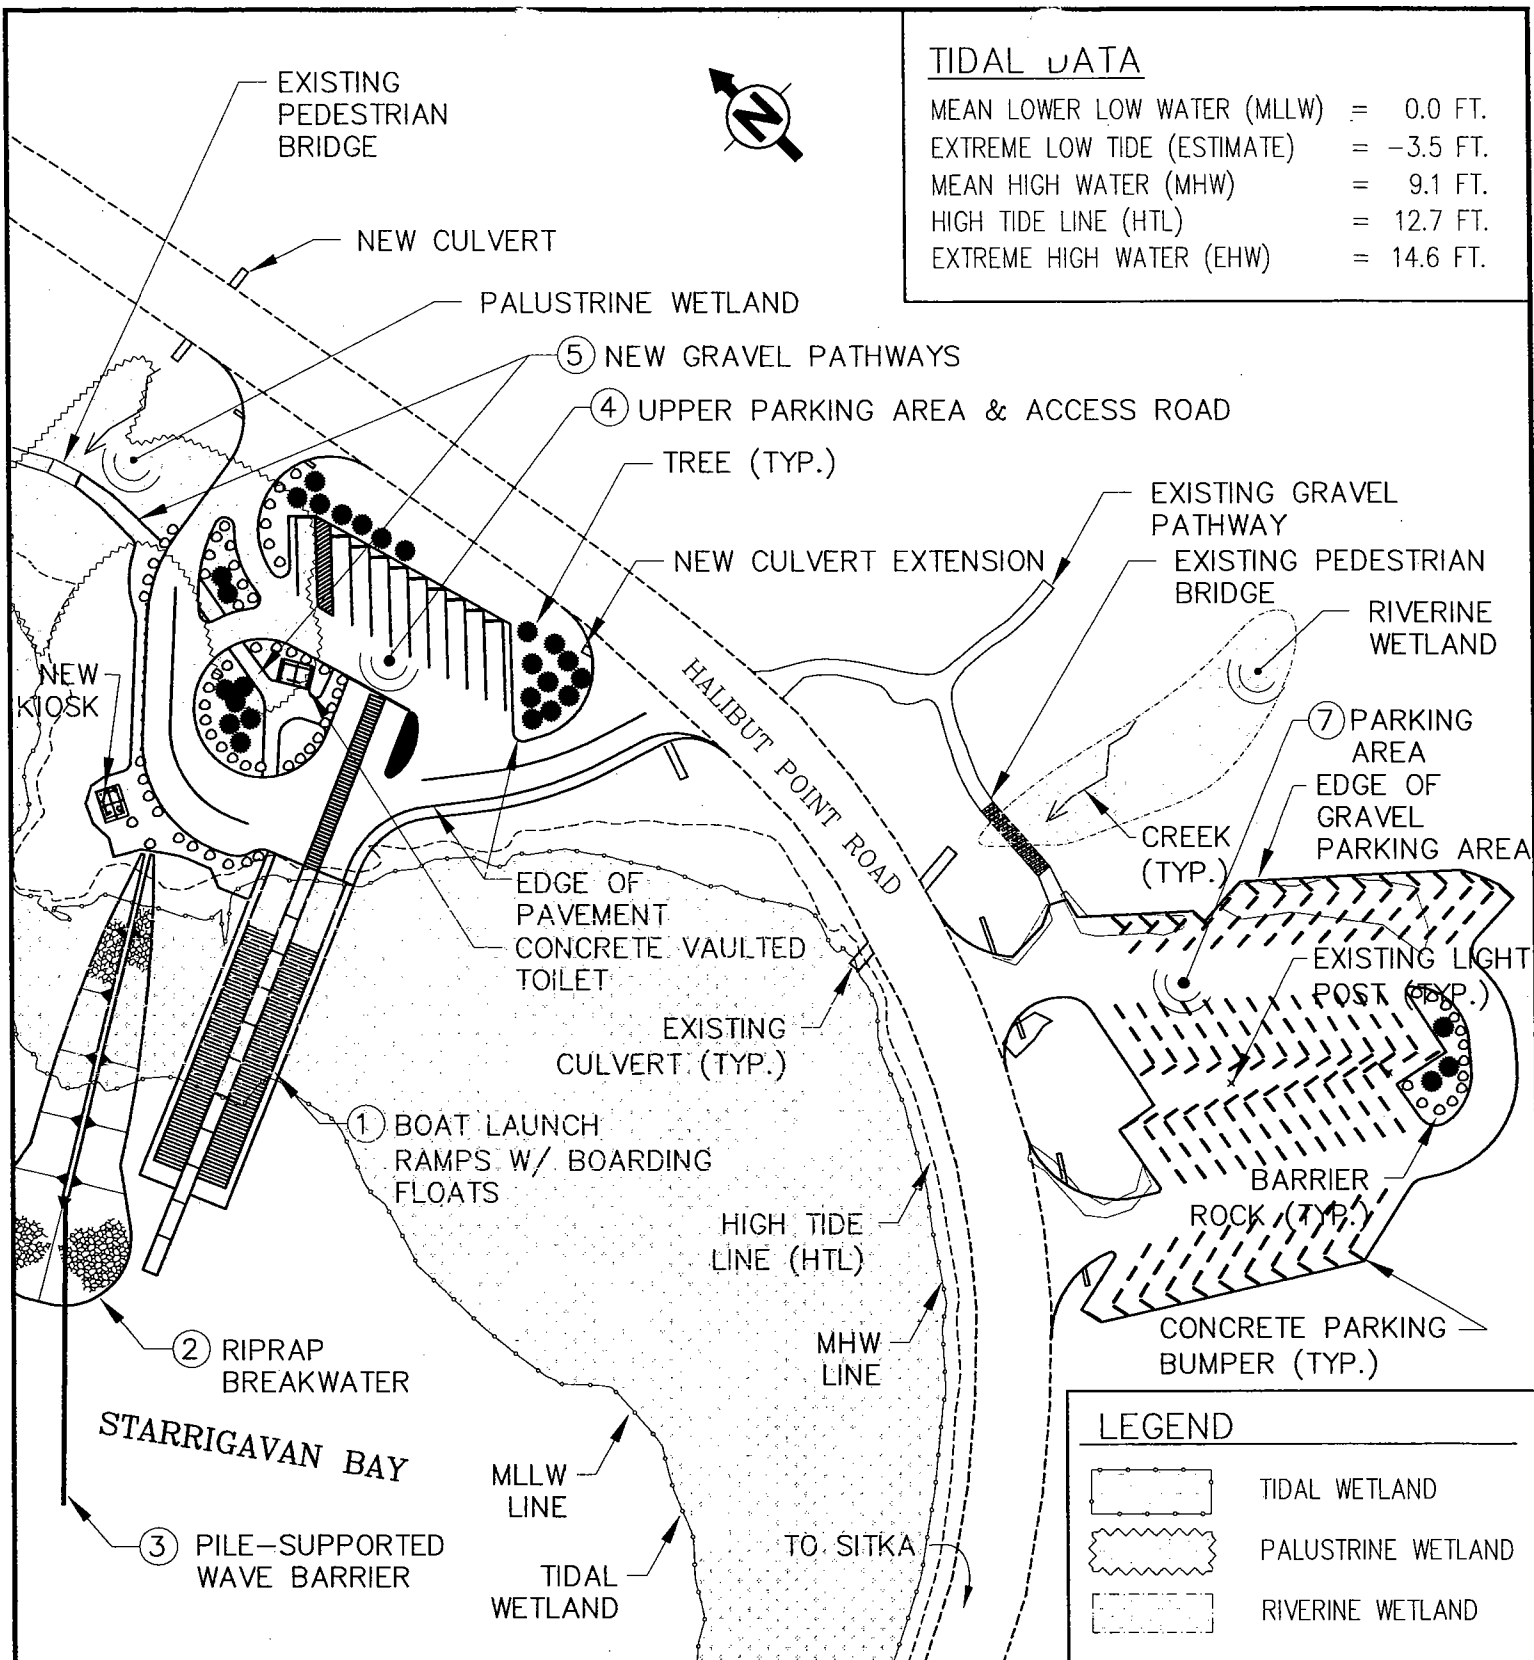 TIDAL DATA
MEAN LOWER LOW WATER (MLLW) = 0.0 FT.
EXTREME LOW TIDE (ESTIMATE) = -3.5 FT.
MEAN HIGH WATER (MHW) = 9.1 FT.
HIGH TIDE LINE (HTL) = 12.7 FT.
EXTREME HIGH WATER (EHW) = 14.6 FT.
N
EXISTING
PEDESTRIAN
BRIDGE
NEW CULVERT
PALUSTRINE WETLAND
5 NEW GRAVEL PATHWAYS
4 UPPER PARKING AREA & ACCESS ROAD
TREE (TYP.)
EXISTING GRAVEL
PATHWAY
NEW CULVERT EXTENSION
EXISTING PEDESTRIAN
BRIDGE
RIVERINE
WETLAND
NEW
KIOSK
HALIBUT POINT ROAD
7 PARKING
AREA
EDGE OF
GRAVEL
PARKING AREA
CREEK
(TYP.)
EDGE OF
PAVEMENT
CONCRETE VAULTED
TOILET
EXISTING LIGHT
POST (TYP.)
EXISTING
CULVERT (TYP.)
1 BOAT LAUNCH
RAMPS W/ BOARDING
FLOATS
BARRIER
ROCK (TYP.)
HIGH TIDE
LINE (HTL)
MHW
LINE
CONCRETE PARKING
BUMPER (TYP.)
2 RIPRAP
BREAKWATER
STARRIGAVAN BAY
MLLW
LINE
3 PILE-SUPPORTED
WAVE BARRIER
TIDAL
WETLAND
TO SITKA
LEGEND
TIDAL WETLAND
PALUSTRINE WETLAND
RIVERINE WETLAND